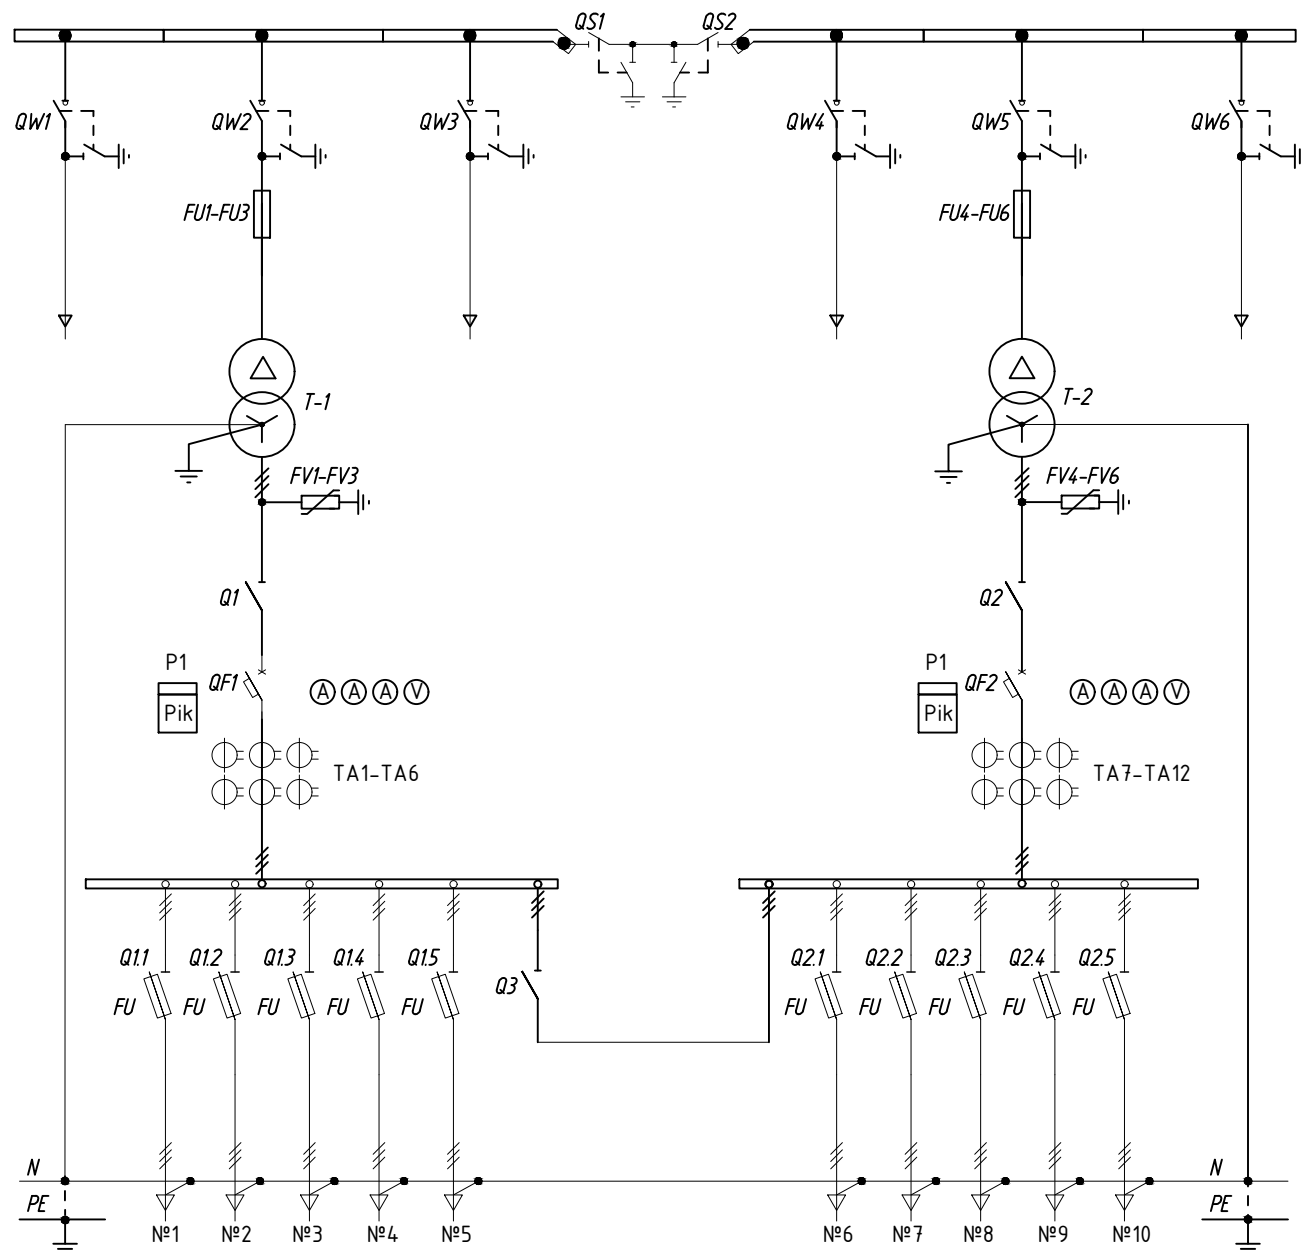 QS1 QS2
QW1 QW2 QW3 QW4 QW5 QW6
FU1-FU3 FU4-FU6
T-1 T-2
FV1-FV3 FV4-FV6
Q1 Q2
P1 P1
QF1 A A A V QF2 A A A V
Pik Pik
TA1-TA6 TA7-TA12
Q1.1 Q1.2 Q1.3 Q1.4 Q1.5 Q2.1 Q2.2 Q2.3 Q2.4 Q2.5
Q3
FU FU FU FU FU FU FU FU FU FU
N N
PE PE
№1 №2 №3 №4 №5 №6 №7 №8 №9 №10